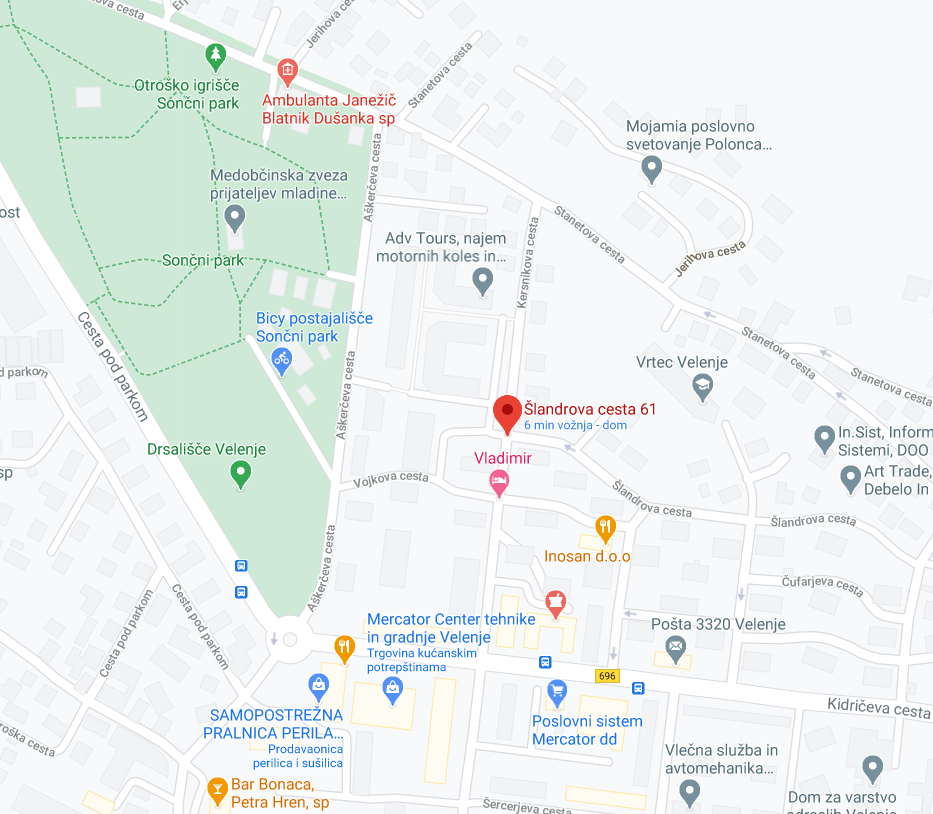 ova cesta
Jerihova cesta
Stanetova cesta
Otroško igrišče
Sončni park
Ambulanta Janežič
Blatnik Dušanka sp
Mojamia poslovno
svetovanje Polonca...
Aškerčeva cesta
Medobčinska zveza
prijateljev mladine...
ost
Stanetova cesta
Adv Tours, najem
motornih koles in...
Kersnikova cesta
Jerihova cesta
Sončni park
Bicy postajališče
Sončni park
Cesta pod parkom
Stanetova cesta
Vrtec Velenje
d parkom
Stanetova cesta
Aškerčeva cesta
Šlandrova cesta 61
6 min vožnja - dom
In.Sist, Inform
Sistemi, DOO
Drsališče Velenje
Vladimir
sp
Vojkova cesta
Art Trade,
Debelo In
Šlandrova cesta
Šlandrova cesta
Inosan d.o.o
Aškerčeva cesta
Čufarjeva cesta
Cesta pod parkom
Cesta pod parkom
Mercator Center tehnike
in gradnje Velenje
Trgovina kućanskim
potrepštinama
Pošta 3320 Velenje
696
Kidričeva cesta
SAMOPOSTREŽNA
PRALNICA PERILA...
Prodavaonica
perilica i sušilica
Poslovni sistem
Mercator dd
oška cesta
Vlečna služba in
avtomehanika...
Bar Bonaca,
Petra Hren, sp
Šercerjeva cesta
Dom za varstvo
odraslih Velenje